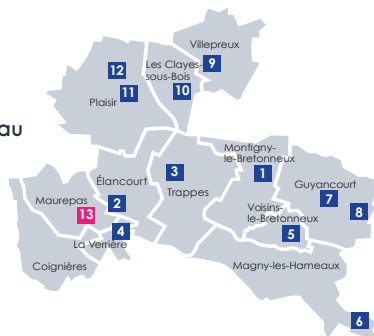 Villepreux
Les Clayes-
sous-Bois
9
12
11
10
Plaisir
au
Montigny-
le-Bretonneux
3
1
Élancourt
Trappes
Guyancourt
Maurepas
2
7
8
13
Voisins-
le-Bretonneux
4
5
La Verrière
Coignières
Magny-les-Hameaux
6